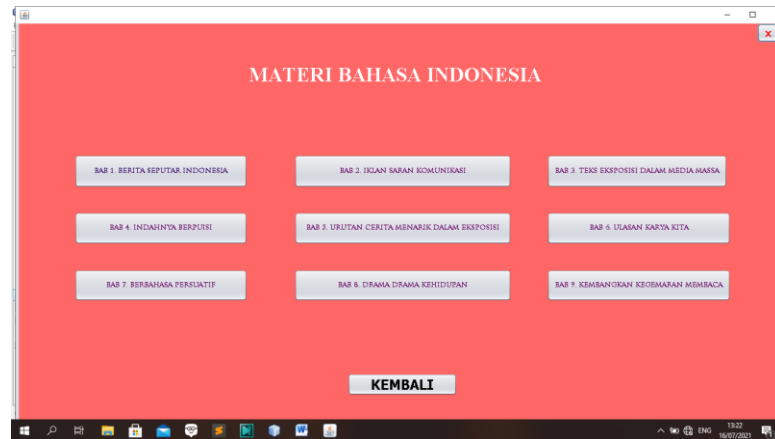 MATERI BAHASA INDONESIA
BAB 1. BERITA SEPUTAR INDONESIA
BAB 2. IKLAN SARAN KOMUNIKASI
BAB 3. TEKS EKSPOSISI DALAM MEDIA MASSA
BAB 4. INDAHNYA BERPUISI
BAB 5. URUTAN CERITA MENARIK DALAM EKSPOSISI
BAB 6. ULASAN KARYA KITA
BAB 7. BERBAHASA PERSUATIF
BAB 8. DRAMA DRAMA KEHIDUPAN
BAB 9. KEMBANGKAN KEGEMARAN MEMBACA
KEMBALI
ENG
13:22
16/07/2021